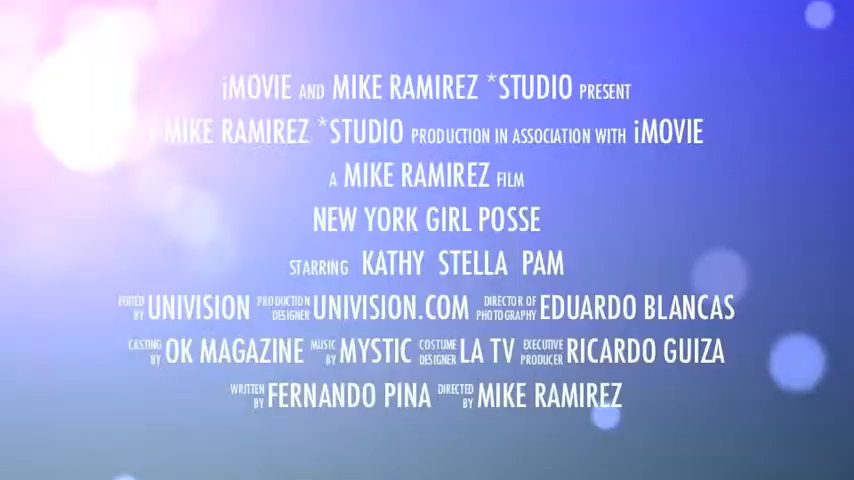 iMOVIE AND MIKE RAMIREZ *STUDIO PRESENT
MIKE RAMIREZ *STUDIO PRODUCTION IN ASSOCIATION WITH iMOVIE
A MIKE RAMIREZ FILM
NEW YORK GIRL POSSE
STARRING KATHY STELLA PAM
EDITED BY UNIVISION PRODUCTION DESIGNER UNIVISION.COM DIRECTOR OF PHOTOGRAPHY EDUARDO BLANCAS
CASTING BY OK MAGAZINE MUSIC BY MYSTIC COSTUME DESIGNER LA TV EXECUTIVE PRODUCER RICARDO GUIZA
WRITTEN BY FERNANDO PINA DIRECTED BY MIKE RAMIREZ